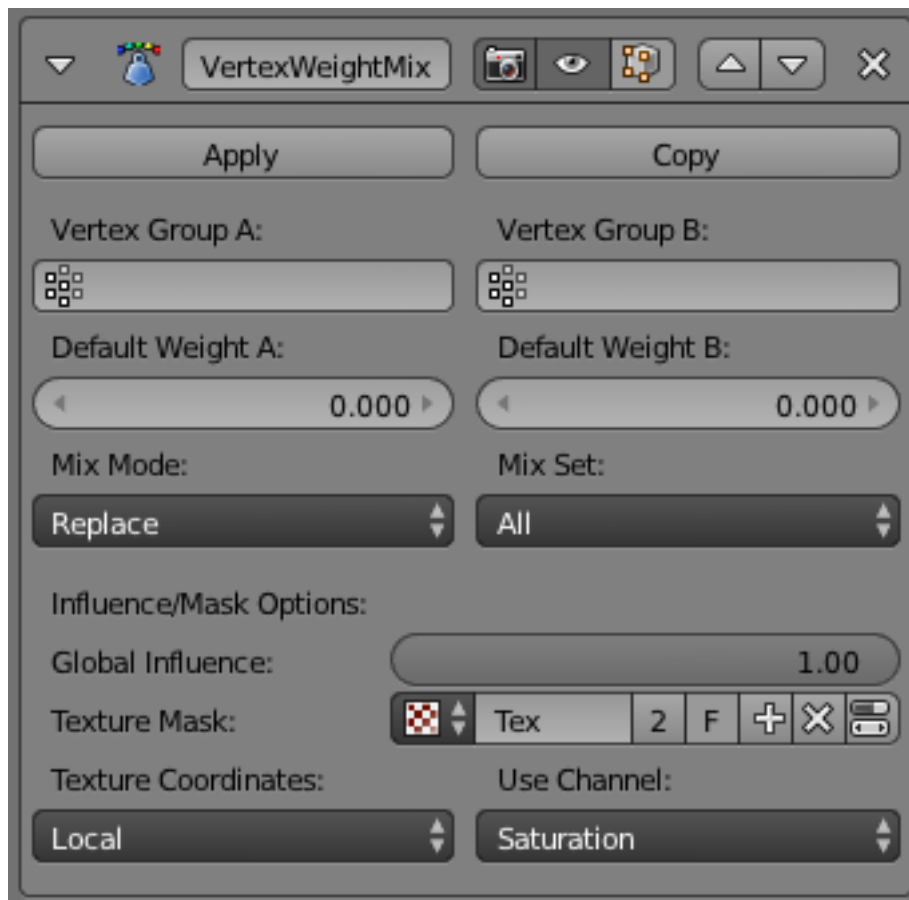 VertexWeightMix
Apply Copy
Vertex Group A: Vertex Group B:
Default Weight A: Default Weight B:
0.000 0.000
Mix Mode: Mix Set:
Replace All
Influence/Mask Options:
Global Influence: 1.00
Texture Mask: Tex 2 F
Texture Coordinates: Use Channel:
Local Saturation